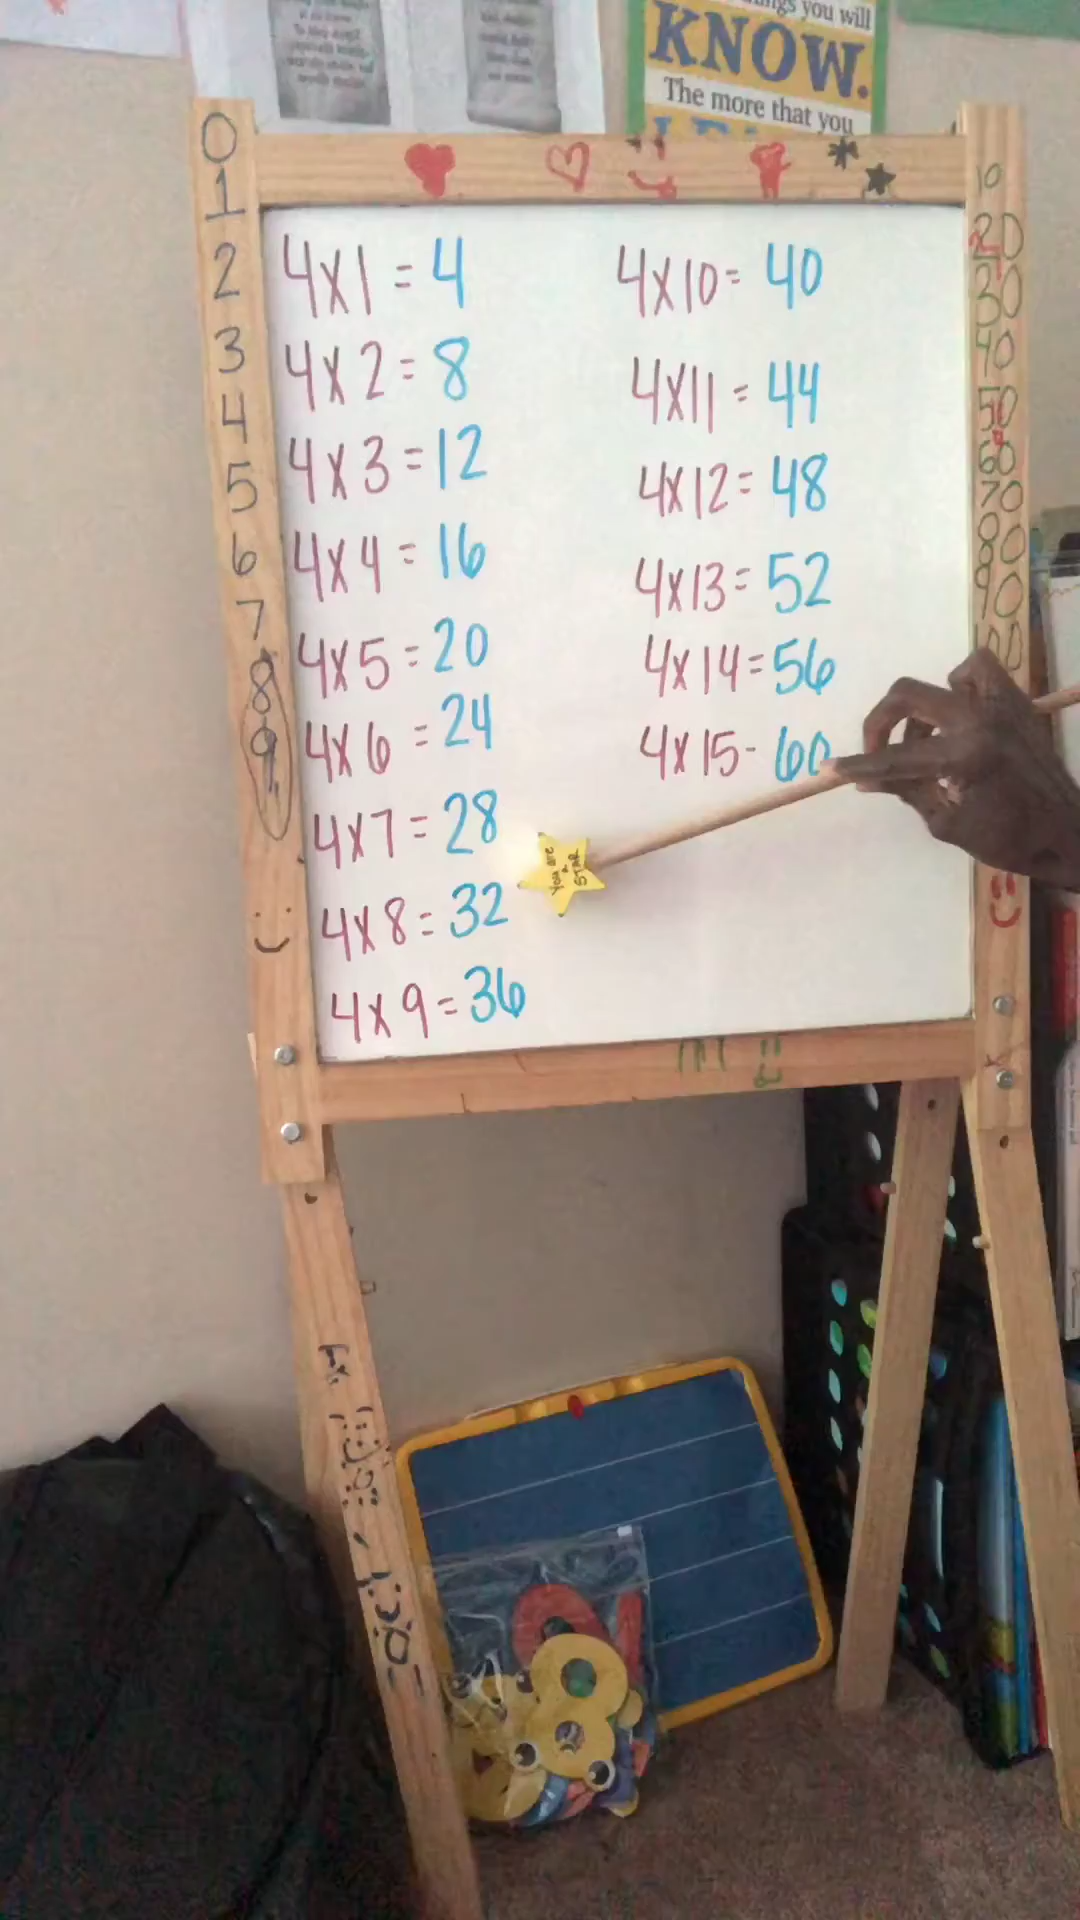 things you will
KNOW.
The more that you
LEARN
0
1
2
3
4
5
6
7
8
9
4x1=4
4x2=8
4x3=12
4x4=16
4x5=20
4x6=24
4x7=28
4x8=32
4x9=36
4x10=40
4x11=44
4x12=48
4x13=52
4x14=56
4x15-60
You are
a
STAR
10
20
30
40
50
60
70
80
90
100